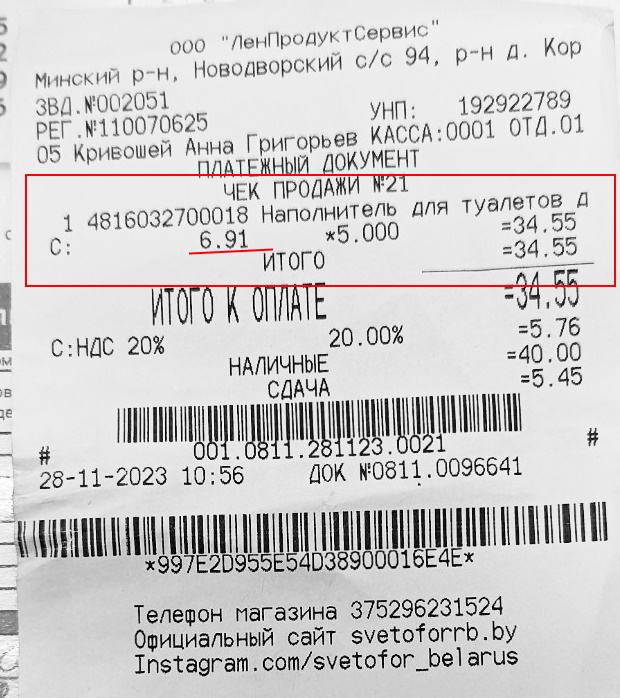 ООО "ЛенПродуктСервис"
Минский р-н, Новодворский с/с 94, р-н д. Кор
ЗВД.№002051
УНП: 192922789
РЕГ.№110070625
05 Кривошей Анна Григорьев КАССА:0001 ОТД.01
ПЛАТЕЖНЫЙ ДОКУМЕНТ
ЧЕК ПРОДАЖИ №21
1 4816032700018 Наполнитель для туалетов д
С: 6.91 *5.000 =34.55
ИТОГО =34.55
ИТОГО К ОПЛАТЕ =34.55
С:НДС 20% 20.00% =5.76
НАЛИЧНЫЕ =40.00
СДАЧА =5.45
# 001.0811.281123.0021 #
28-11-2023 10:56 ДОК №0811.0096641
*997E2D955E54D38900016E4E*
Телефон магазина 375296231524
Официальный сайт svetoforrb.by
Instagram.com/svetofor_belarus